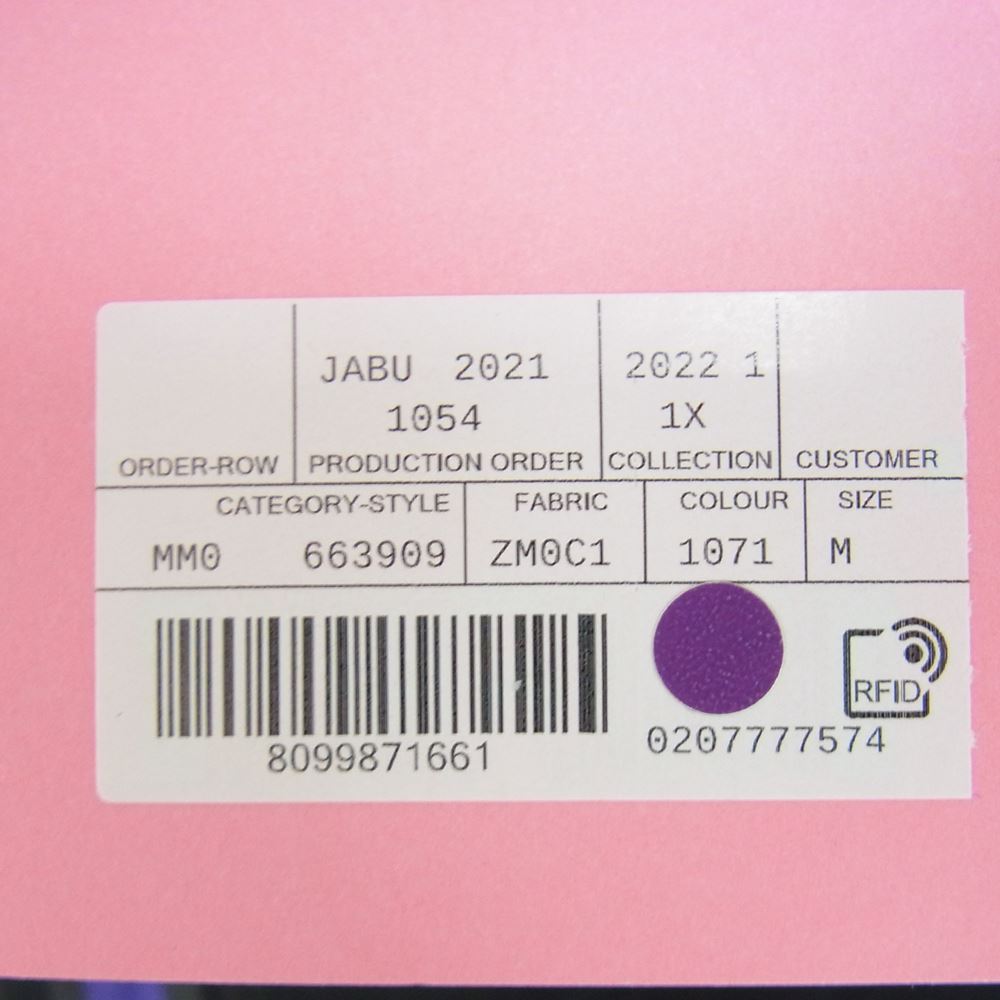 JABU 2021 2022 1
1054 1X
ORDER-ROW PRODUCTION ORDER COLLECTION CUSTOMER
CATEGORY-STYLE FABRIC COLOUR SIZE
MM0 663909 ZM0C1 1071 M
RFID
8099871661 0207777574